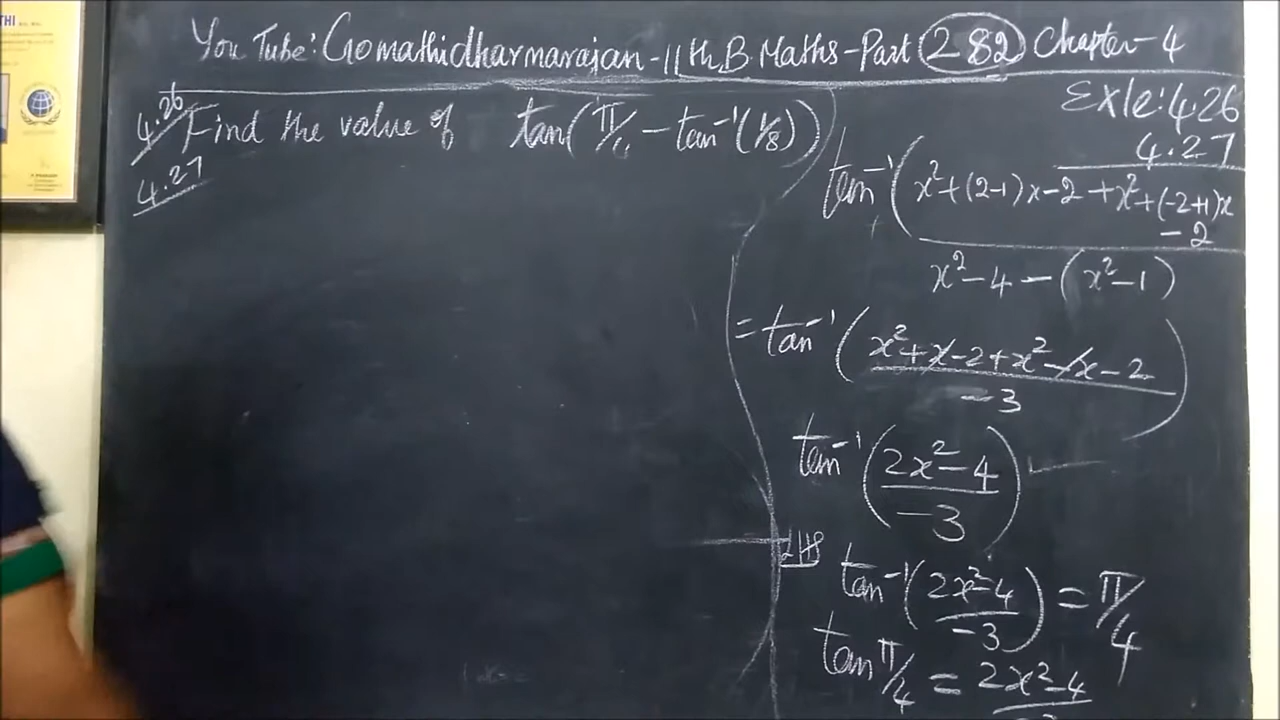 You Tube: Gomathidharmarajan - 11th B. Maths - Part 282 Chapter - 4
4.26 Find the value of tan(π/4 - tan⁻¹(1/8))
4.27
Exle: 4.26
4.27
tan⁻¹( x²+(2-1)x-2 + x²+(-2+1)x
-2
x²-4-(x²-1)
= tan⁻¹( x²+x-2+x²-x-2
-3 )
tan⁻¹( 2x²-4
-3 )
LHS
tan⁻¹( 2x²-4
-3 ) = π/4
tan π/4 = 2x²-4